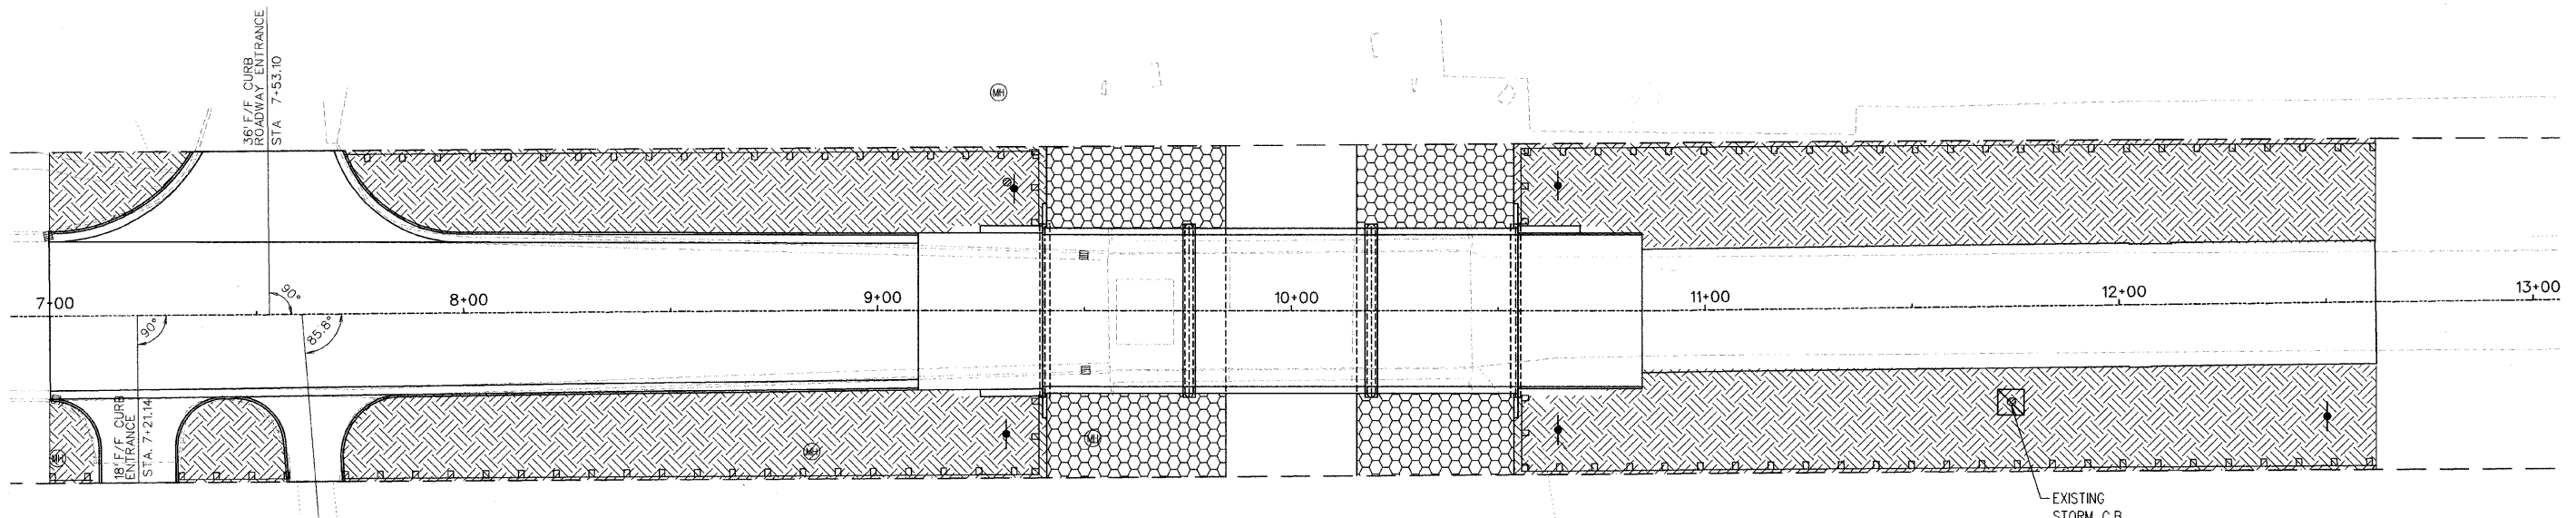 36' F/F CURB
ROADWAY ENTRANCE
STA 7+53.10
MH
7+00
8+00
9+00
10+00
11+00
12+00
13+00
90°
90°
85.8°
18' F/F CURB
ENTRANCE
STA. 7+21.14
MH
MH
MH
EXISTING
STORM C.B.